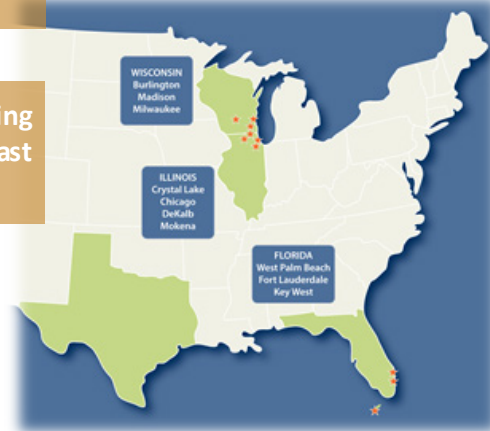 ing
ast
WISCONSIN
Burlington
Madison
Milwaukee
ILLINOIS
Crystal Lake
Chicago
DeKalb
Mokena
FLORIDA
West Palm Beach
Fort Lauderdale
Key West